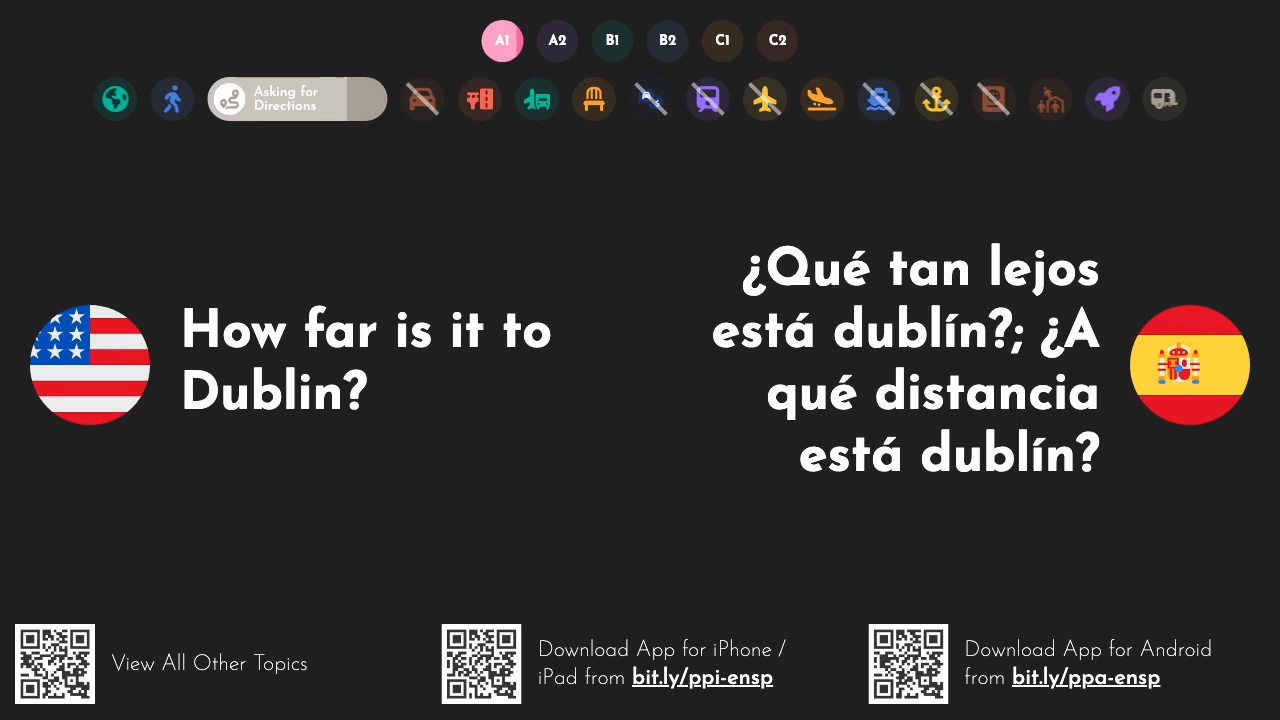 A1 A2 B1 B2 C1 C2
Asking for
Directions
How far is it to
Dublin?
¿Qué tan lejos
está dublín?; ¿A
qué distancia
está dublín?
View All Other Topics
Download App for iPhone /
iPad from bit.ly/ppi-ensp
Download App for Android
from bit.ly/ppa-ensp